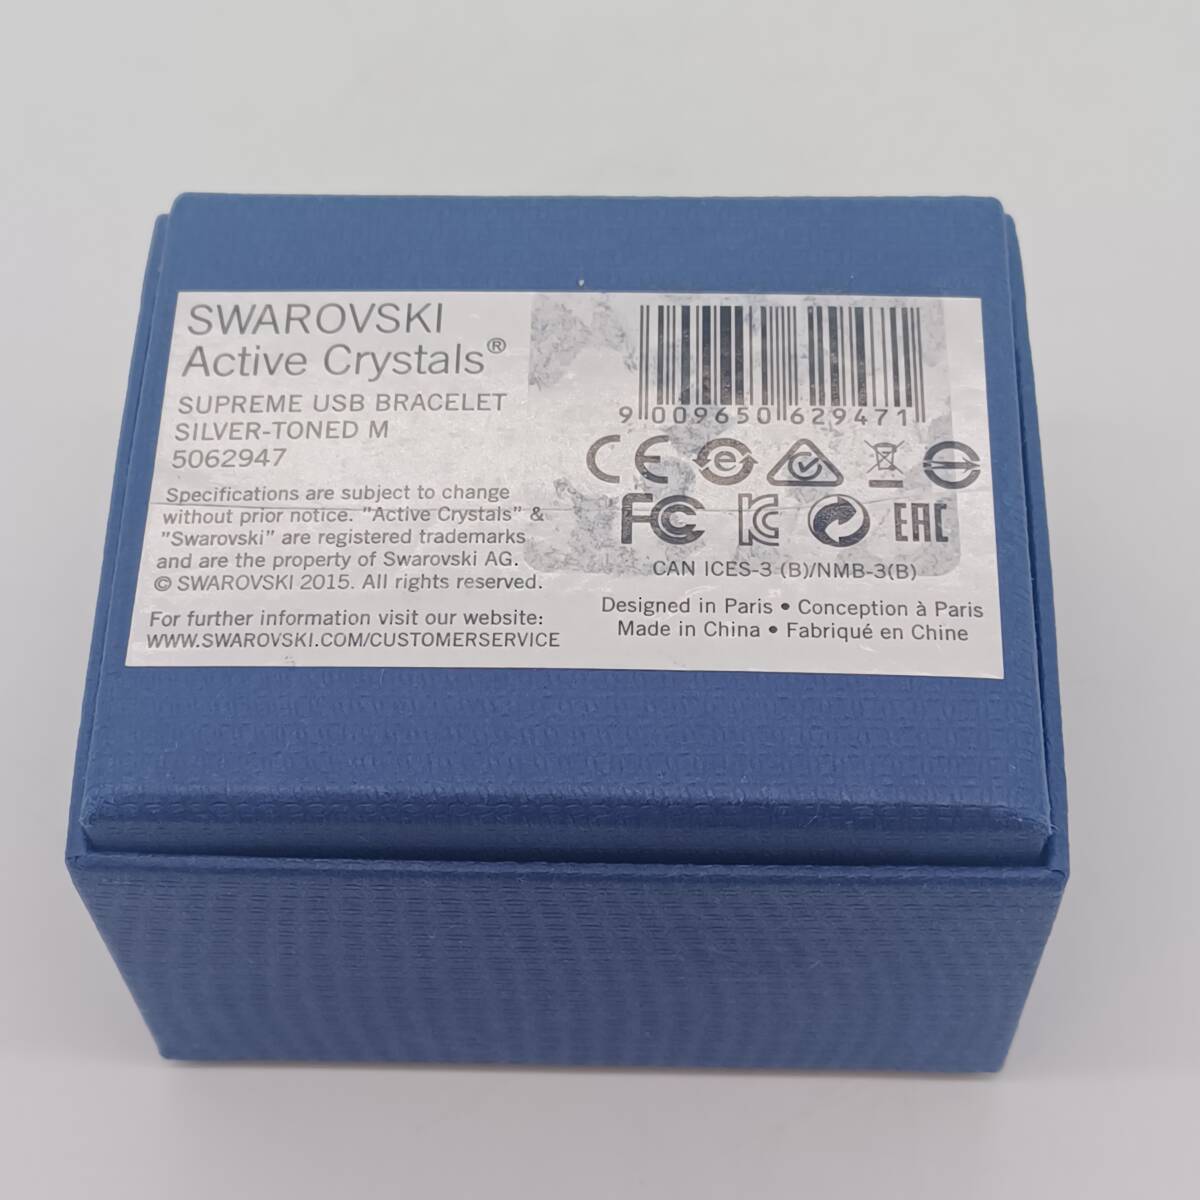 SWAROVSKI
Active Crystals®
SUPREME USB BRACELET
SILVER-TONED M
5062947
Specifications are subject to change
without prior notice. "Active Crystals" &
"Swarovski" are registered trademarks
and are the property of Swarovski AG.
© SWAROVSKI 2015. All rights reserved.
For further information visit our website:
WWW.SWAROVSKI.COM/CUSTOMERSERVICE
9 009650 629471
CE e
FC KC EAC
CAN ICES-3 (B)/NMB-3(B)
Designed in Paris • Conception à Paris
Made in China • Fabriqué en Chine